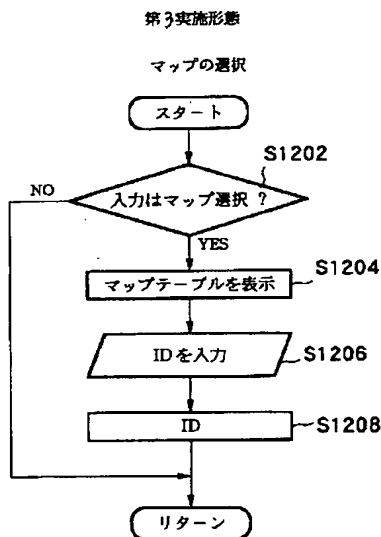 第3実施形態
マップの選択
スタート
S1202
入力はマップ選択 ?
NO
YES
マップテーブルを表示
S1204
IDを入力
S1206
ID
S1208
リターン